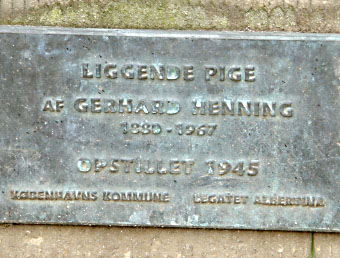 LIGGENDE PIGE
AF GERHARD HENNING
1880-1967
OPSTILLET 1945
KØBENHAVNS KOMMUNE LEGATET ALBERTINA